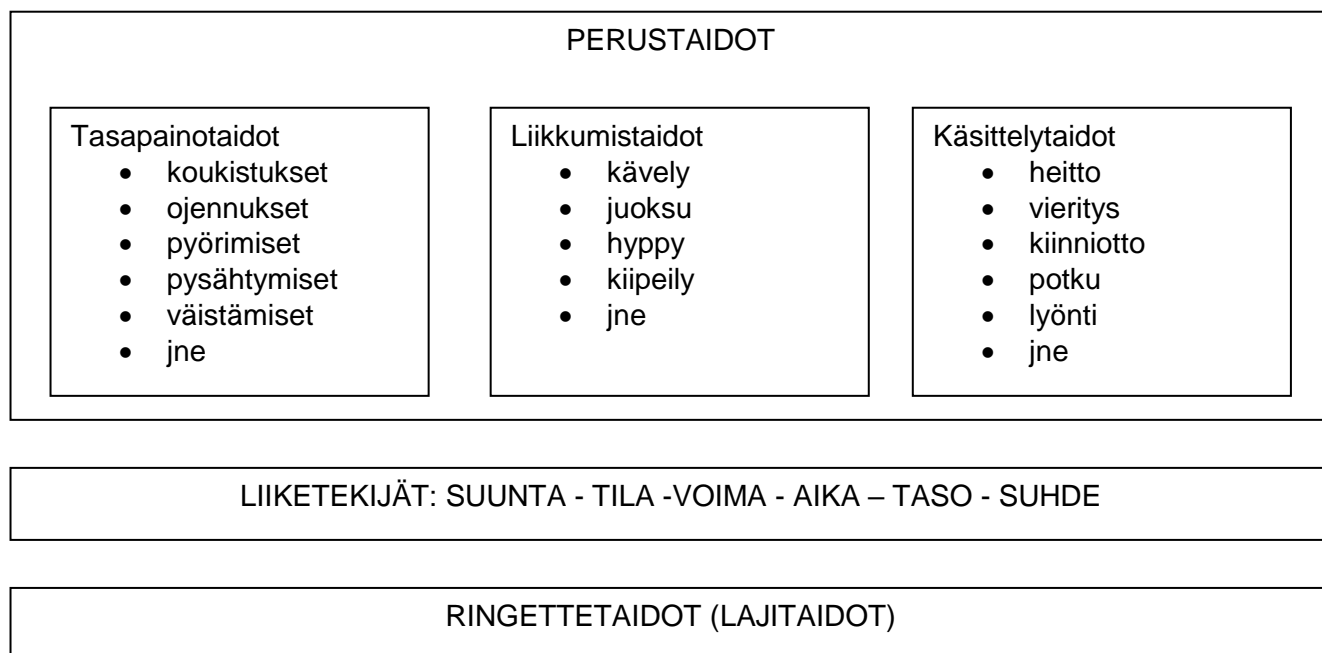 PERUSTAIDOT
Tasapainotaidot
• koukistukset
• ojennukset
• pyörimiset
• pysähtymiset
• väistämiset
• jne
Liikkumistaidot
• kävely
• juoksu
• hyppy
• kiipeily
• jne
Käsittelytaidot
• heitto
• vieritys
• kiinniotto
• potku
• lyönti
• jne
LIIKETEKIJÄT: SUUNTA - TILA -VOIMA - AIKA – TASO - SUHDE
RINGETTETAIDOT (LAJITAIDOT)